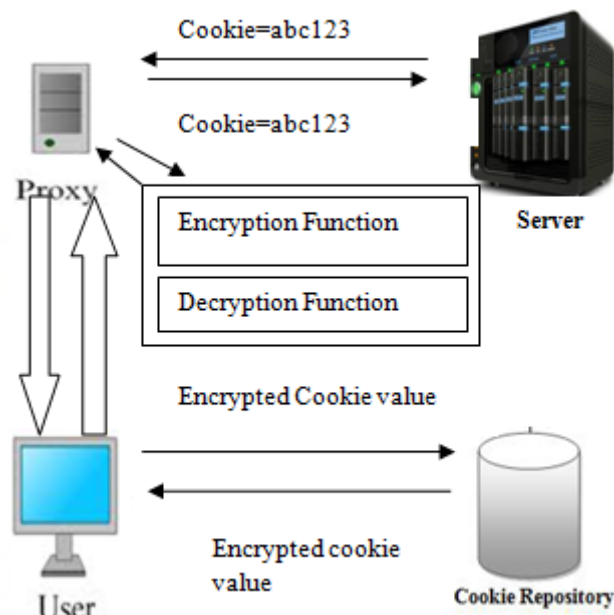 Cookie=abc123
Cookie=abc123
Proxy
Server
Encryption Function
Decryption Function
Encrypted Cookie value
Encrypted cookie
value
User
Cookie Repository